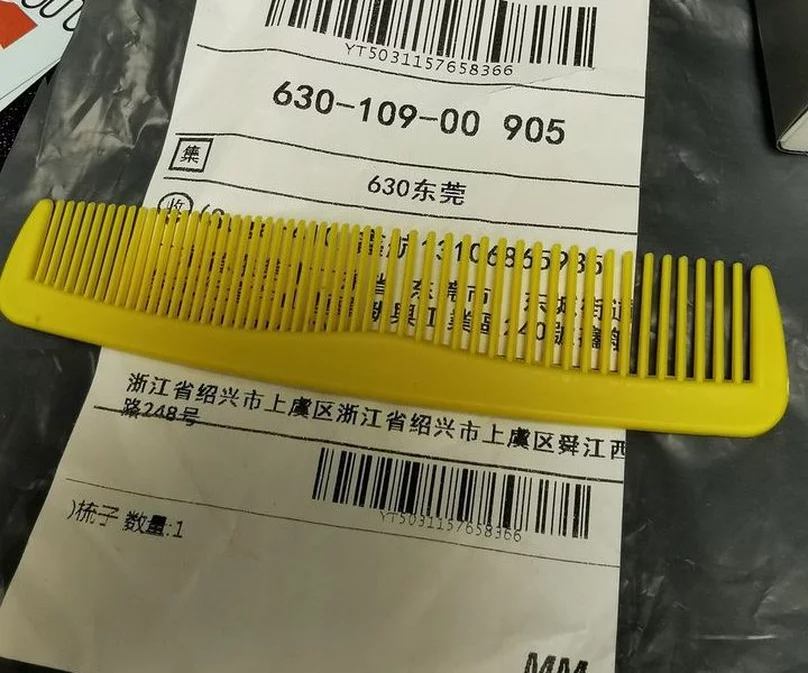 YT5031157658366
630-109-00 905
集
630东莞
收
浙江省绍兴市上虞区浙江省绍兴市上虞区舜江西
路248号
YT5031157658366
)梳子 数量:1
MM